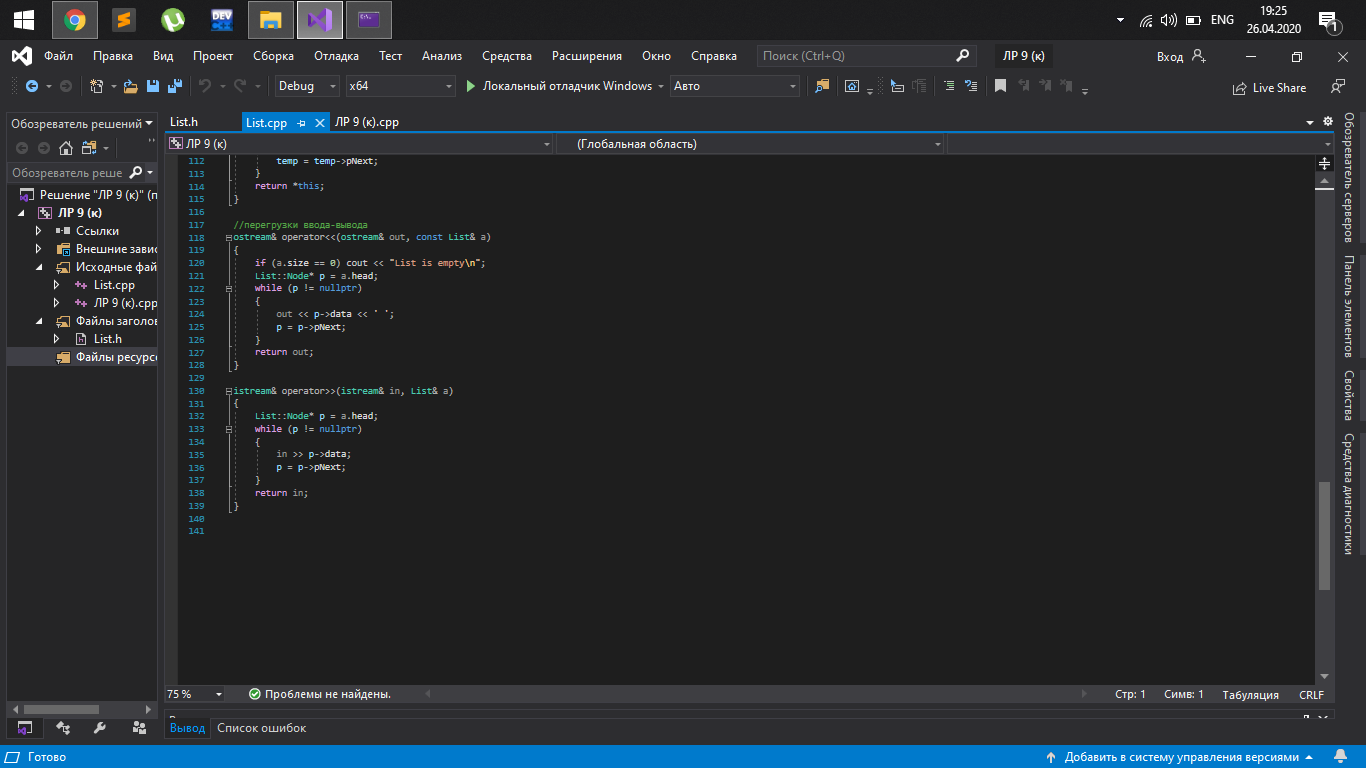 DEV
ENG
19:25
26.04.2020
1
Файл Правка Вид Проект Сборка Отладка Тест Анализ Средства Расширения Окно Справка Поиск (Ctrl+Q) ЛР 9 (к) Вход
Debug x64 Локальный отладчик Windows Авто Live Share
Обозреватель решений
Обозреватель реше
Решение "ЛР 9 (к)" (п
ЛР 9 (к)
Ссылки
Внешние зави
Исходные фай
List.cpp
ЛР 9 (к).cpp
Файлы заголов
List.h
Файлы ресурс
List.h List.cpp ЛР 9 (к).cpp
ЛР 9 (к) (Глобальная область)
112 temp = temp->pNext;
113 }
114 return *this;
115 }
116
117 //перегрузки ввода-вывода
118 ostream& operator<<(ostream& out, const List& a)
119 {
120 if (a.size == 0) cout << "List is empty\n";
121 List::Node* p = a.head;
122 while (p != nullptr)
123 {
124 out << p->data << ' ';
125 p = p->pNext;
126 }
127 return out;
128 }
129
130 istream& operator>>(istream& in, List& a)
131 {
132 List::Node* p = a.head;
133 while (p != nullptr)
134 {
135 in >> p->data;
136 p = p->pNext;
137 }
138 return in;
139 }
140
141
75 % Проблемы не найдены. Стр: 1 Симв: 1 Табуляция CRLF
Вывод Список ошибок
Обозреватель серверов
Панель элементов
Свойства
Средства диагностики
Готово Добавить в систему управления версиями